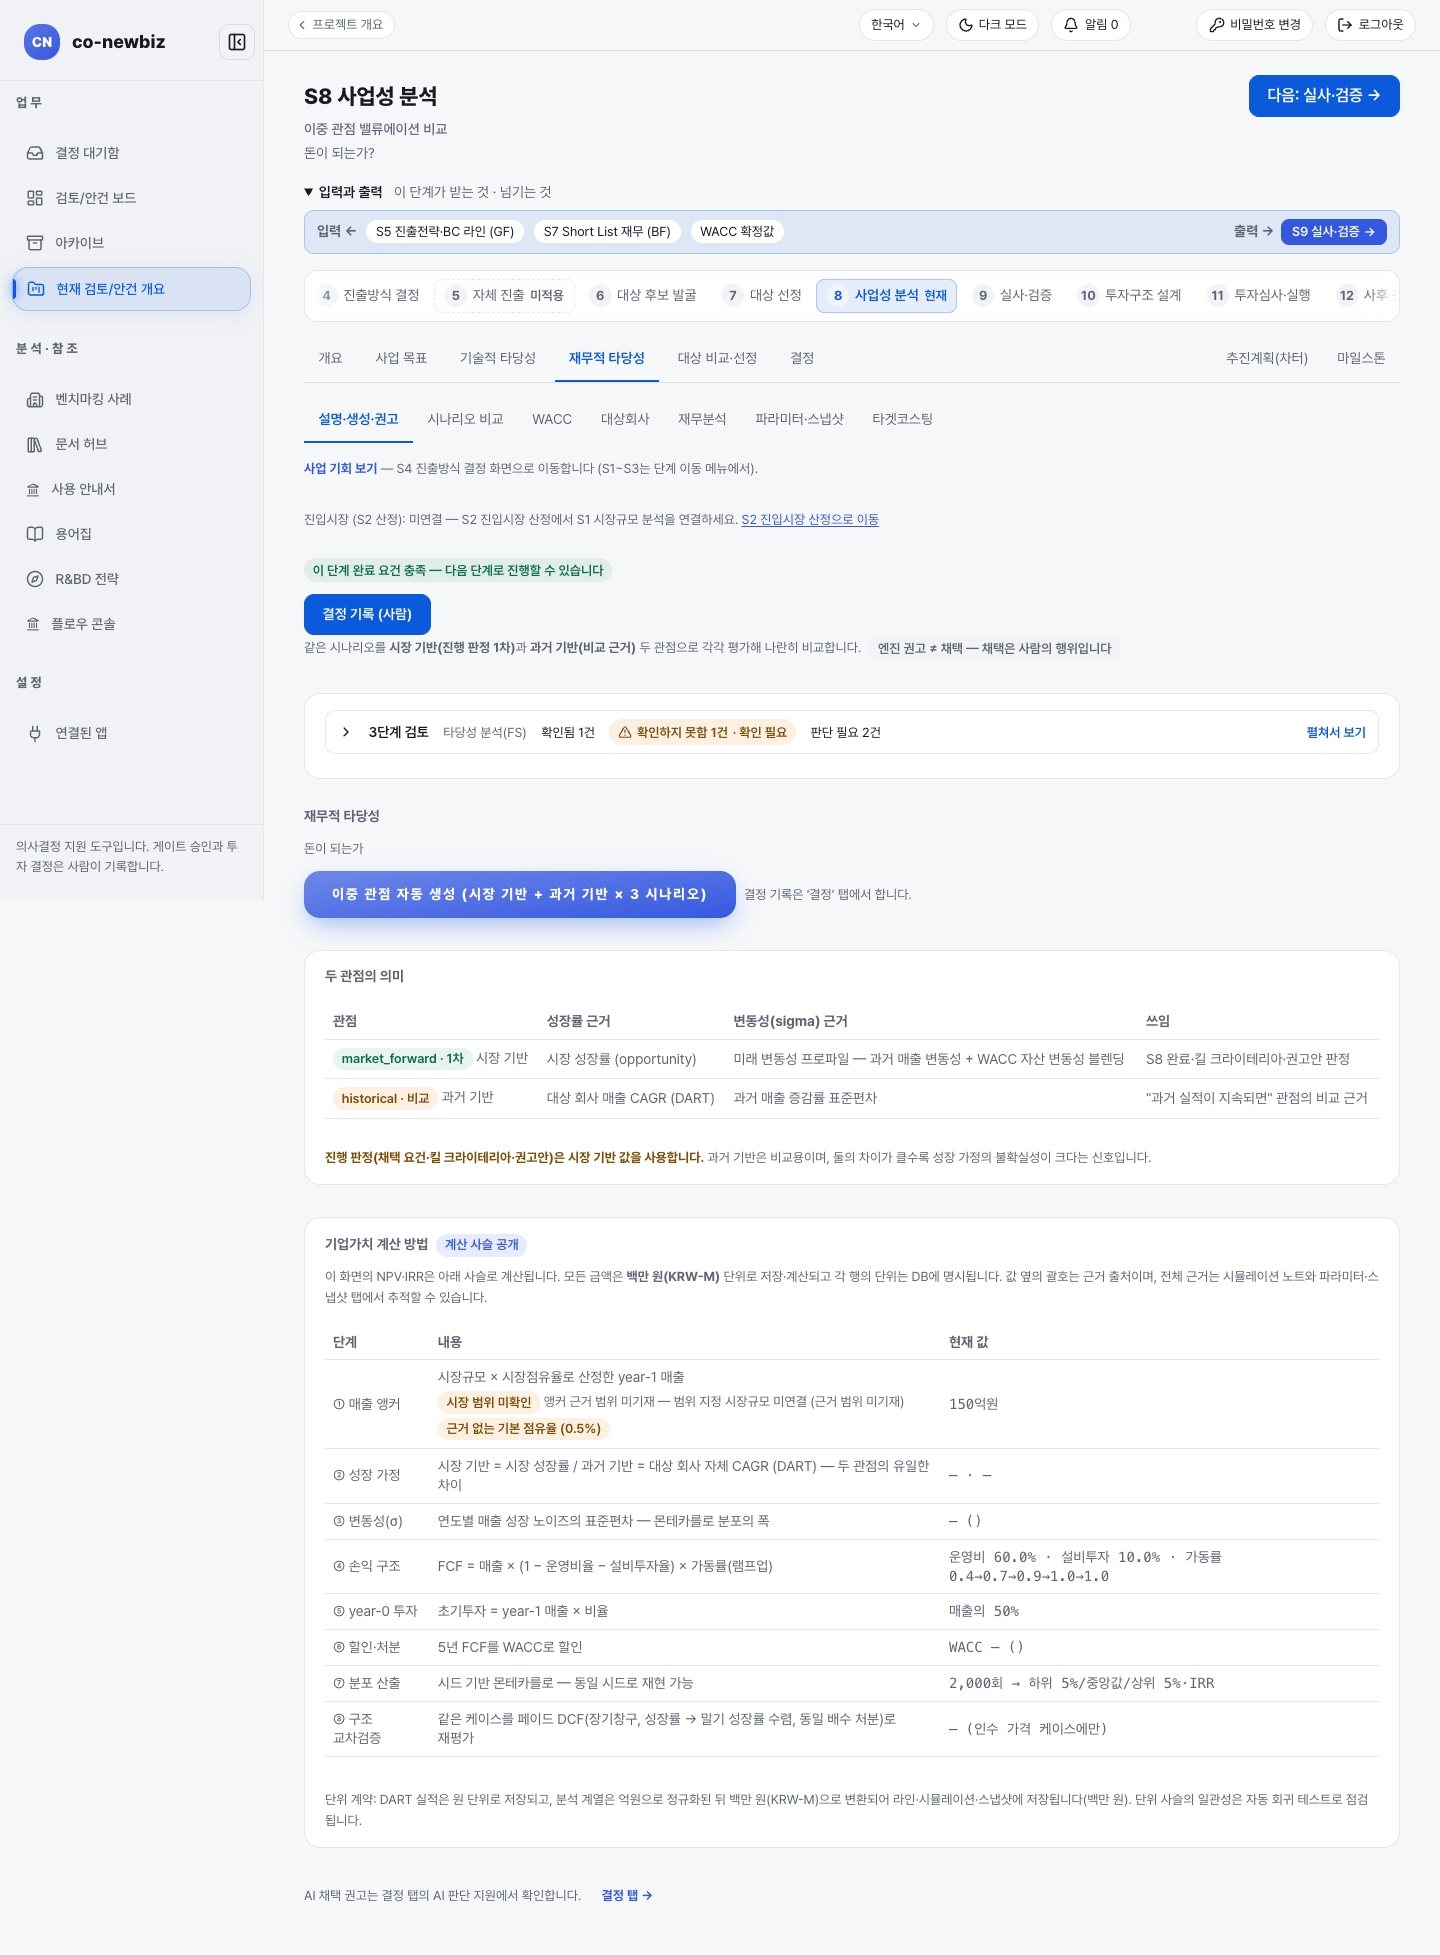 CN co-newbiz
업무
결정 대기함
검토/안건 보드
아카이브
현재 검토/안건 개요
분석·참조
벤치마킹 사례
문서 허브
사용 안내서
용어집
R&BD 전략
플로우 콘솔
설정
연결된 앱
의사결정 지원 도구입니다. 게이트 승인과 투
자 결정은 사람이 기록합니다.
프로젝트 개요
한국어
다크 모드
알림 0
비밀번호 변경
로그아웃
S8 사업성 분석
다음: 실사·검증 →
이중 관점 밸류에이션 비교
돈이 되는가?
▼ 입력과 출력 이 단계가 받는 것 · 넘기는 것
입력 ← S5 진출전략·BC 라인 (GF) S7 Short List 재무 (BF) WACC 확정값 출력 → S9 실사·검증 →
4 진출방식 결정 5 자체 진출 미적용 6 대상 후보 발굴 7 대상 선정 8 사업성 분석 현재 9 실사·검증 10 투자구조 설계 11 투자심사·실행 12 사후
개요 사업 목표 기술적 타당성 재무적 타당성 대상 비교·선정 결정 추진계획(차터) 마일스톤
설명·생성·권고 시나리오 비교 WACC 대상회사 재무분석 파라미터·스냅샷 타겟코스팅
사업 기회 보기 — S4 진출방식 결정 화면으로 이동합니다 (S1~S3는 단계 이동 메뉴에서).
진입시장 (S2 산정): 미연결 — S2 진입시장 산정에서 S1 시장규모 분석을 연결하세요. S2 진입시장 산정으로 이동
이 단계 완료 요건 충족 — 다음 단계로 진행할 수 있습니다
결정 기록 (사람)
같은 시나리오를 시장 기반(진행 판정 1차)과 과거 기반(비교 근거) 두 관점으로 각각 평가해 나란히 비교합니다. 엔진 권고 ≠ 채택 — 채택은 사람의 행위입니다
3단계 검토 타당성 분석(FS) 확인됨 1건 확인하지 못함 1건 · 확인 필요 판단 필요 2건 펼쳐서 보기
재무적 타당성
돈이 되는가
이중 관점 자동 생성 (시장 기반 + 과거 기반 × 3 시나리오) 결정 기록은 '결정' 탭에서 합니다.
두 관점의 의미
관점 성장률 근거 변동성(sigma) 근거 쓰임
market_forward · 1차 시장 기반 시장 성장률 (opportunity) 미래 변동성 프로파일 — 과거 매출 변동성 + WACC 자산 변동성 블렌딩 S8 완료·킬 크라이테리아·권고안 판정
historical · 비교 과거 기반 대상 회사 매출 CAGR (DART) 과거 매출 증감률 표준편차 "과거 실적이 지속되면" 관점의 비교 근거
진행 판정(채택 요건·킬 크라이테리아·권고안)은 시장 기반 값을 사용합니다. 과거 기반은 비교용이며, 둘의 차이가 클수록 성장 가정의 불확실성이 크다는 신호입니다.
기업가치 계산 방법 계산 사슬 공개
이 화면의 NPV·IRR은 아래 사슬로 계산됩니다. 모든 금액은 백만 원(KRW-M) 단위로 저장·계산되고 각 행의 단위는 DB에 명시됩니다. 값 옆의 괄호는 근거 출처이며, 전체 근거는 시뮬레이션 노트와 파라미터·스
냅샷 탭에서 추적할 수 있습니다.
단계 내용 현재 값
① 매출 앵커 시장규모 × 시장점유율로 산정한 year-1 매출 150억원
시장 범위 미확인 앵커 근거 범위 미기재 — 범위 지정 시장규모 미연결 (근거 범위 미기재)
근거 없는 기본 점유율 (0.5%)
② 성장 가정 시장 기반 = 시장 성장률 / 과거 기반 = 대상 회사 자체 CAGR (DART) — 두 관점의 유일한
차이 — · —
③ 변동성(σ) 연도별 매출 성장 노이즈의 표준편차 — 몬테카를로 분포의 폭 — ()
④ 손익 구조 FCF = 매출 × (1 − 운영비율 − 설비투자율) × 가동률(램프업) 운영비 60.0% · 설비투자 10.0% · 가동률
0.4→0.7→0.9→1.0→1.0
⑤ year-0 투자 초기투자 = year-1 매출 × 비율 매출의 50%
⑥ 할인·처분 5년 FCF를 WACC로 할인 WACC — ()
⑦ 분포 산출 시드 기반 몬테카를로 — 동일 시드로 재현 가능 2,000회 → 하위 5%/중앙값/상위 5%·IRR
⑧ 구조
교차검증 같은 케이스를 페이드 DCF(장기창구, 성장률 → 말기 성장률 수렴, 동일 배수 처분)로
재평가 — (인수 가격 케이스에만)
단위 계약: DART 실적은 원 단위로 저장되고, 분석 계열은 억원으로 정규화된 뒤 백만 원(KRW-M)으로 변환되어 라인·시뮬레이션·스냅샷에 저장됩니다(백만 원). 단위 사슬의 일관성은 자동 회귀 테스트로 점검
됩니다.
AI 채택 권고는 결정 탭의 AI 판단 지원에서 확인합니다. 결정 탭 →